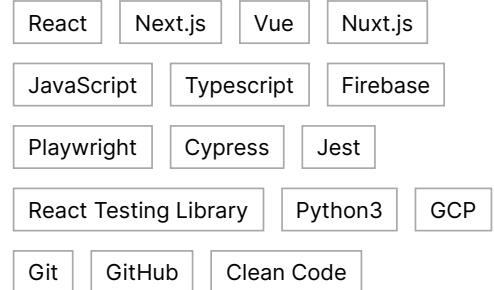 React Next.js Vue Nuxt.js
JavaScript Typescript Firebase
Playwright Cypress Jest
React Testing Library Python3 GCP
Git GitHub Clean Code